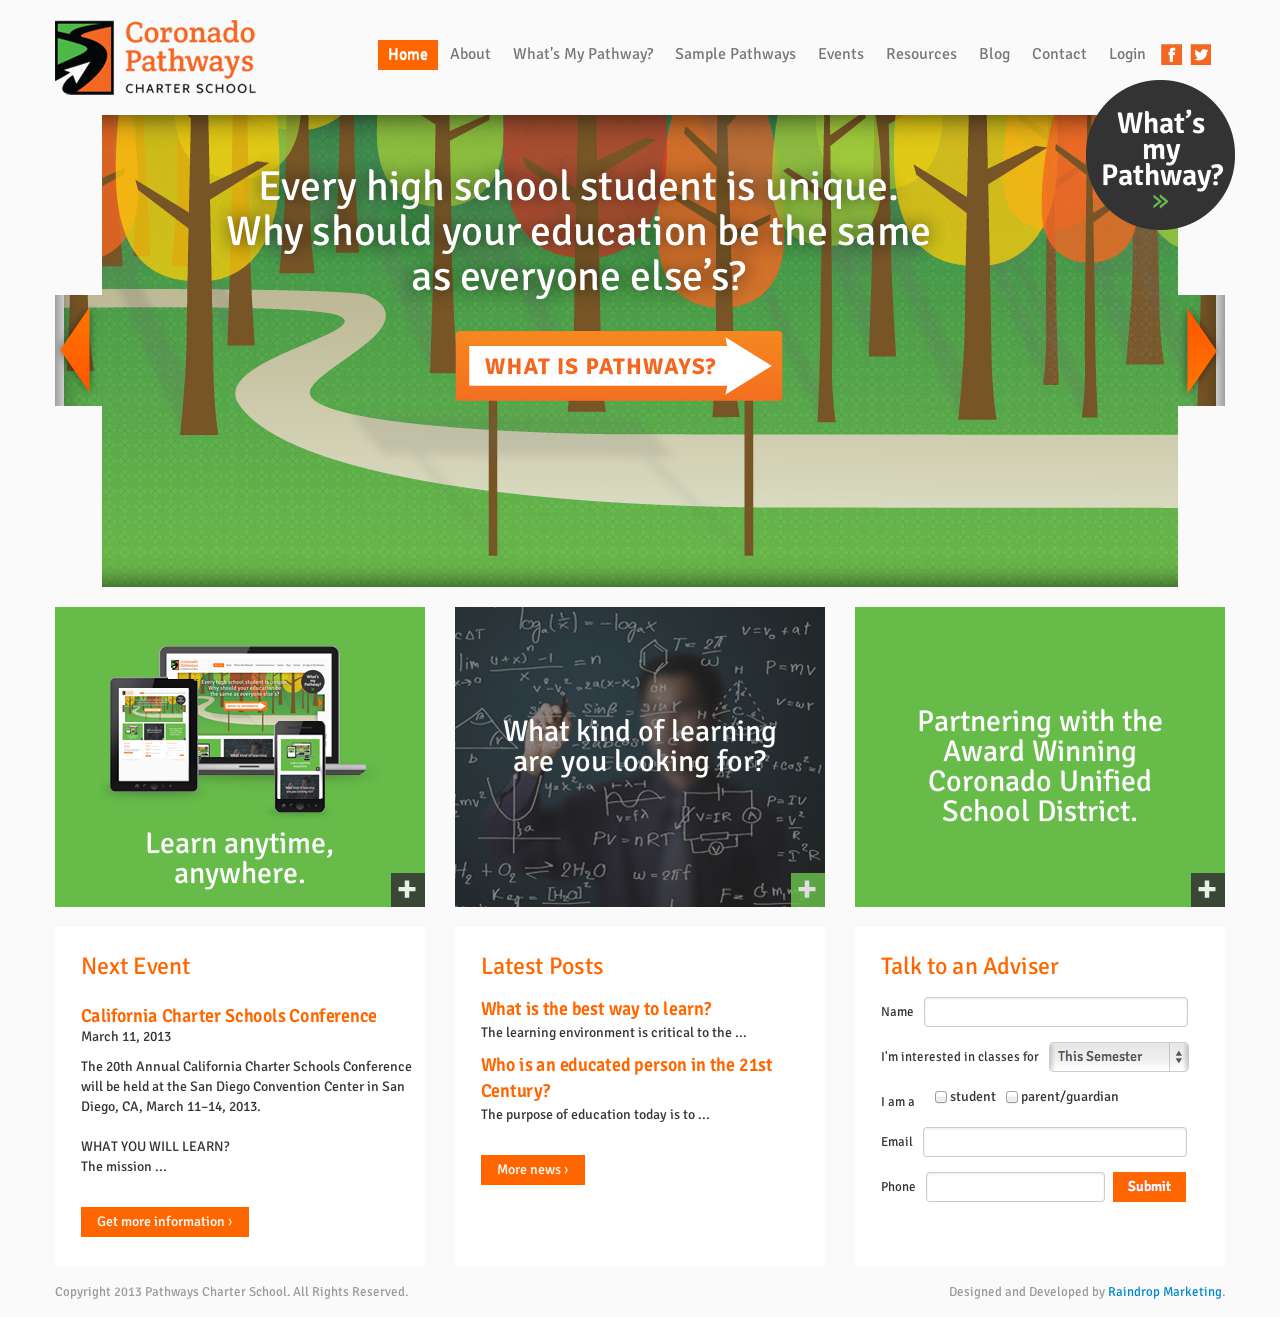 Coronado
Pathways
CHARTER SCHOOL
Home About What's My Pathway? Sample Pathways Events Resources Blog Contact Login
What's
my
Pathway?
Every high school student is unique.
Why should your education be the same
as everyone else's?
WHAT IS PATHWAYS?
Learn anytime,
anywhere.
What kind of learning
are you looking for?
Partnering with the
Award Winning
Coronado Unified
School District.
Next Event
California Charter Schools Conference
March 11, 2013
The 20th Annual California Charter Schools Conference
will be held at the San Diego Convention Center in San
Diego, CA, March 11–14, 2013.
WHAT YOU WILL LEARN?
The mission ...
Get more information ›
Latest Posts
What is the best way to learn?
The learning environment is critical to the ...
Who is an educated person in the 21st
Century?
The purpose of education today is to ...
More news ›
Talk to an Adviser
Name
I'm interested in classes for This Semester
I am a student parent/guardian
Email
Phone Submit
Copyright 2013 Pathways Charter School. All Rights Reserved.
Designed and Developed by Raindrop Marketing.